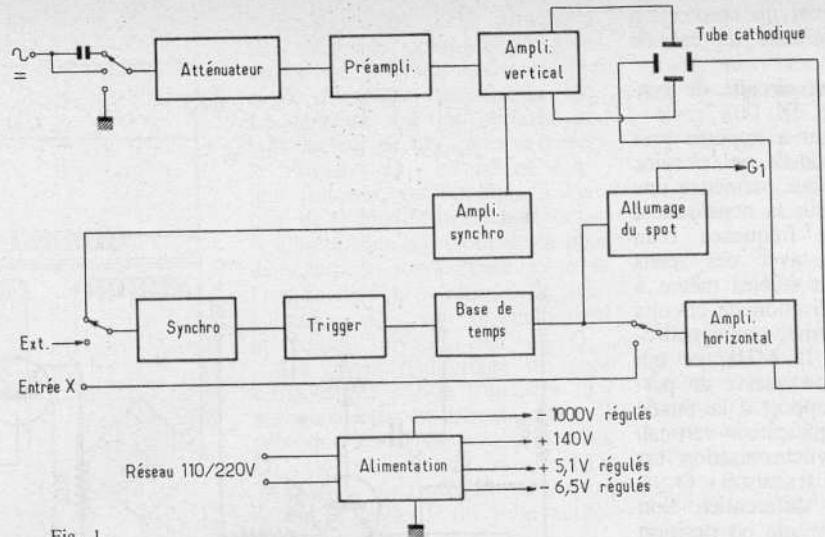 Tube cathodique
Atténuateur
Préampli.
Ampli.
vertical
G1
Ampli.
synchro
Allumage
du spot
Synchro
Trigger
Base de
temps
Ampli.
horizontal
Ext.
Entrée X
Réseau 110/220V
Alimentation
- 1000V régulés
+ 140V
+ 5,1V régulés
6,5V régulés
Fig. 1